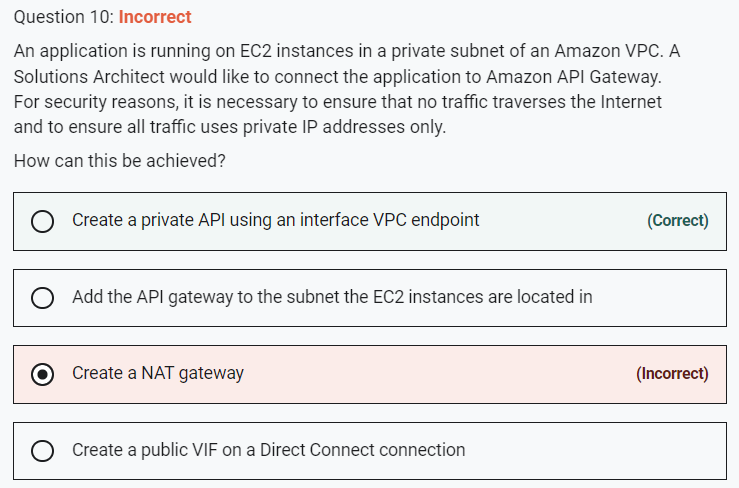 Question 10: Incorrect
An application is running on EC2 instances in a private subnet of an Amazon VPC. A
Solutions Architect would like to connect the application to Amazon API Gateway.
For security reasons, it is necessary to ensure that no traffic traverses the Internet
and to ensure all traffic uses private IP addresses only.
How can this be achieved?
Create a private API using an interface VPC endpoint (Correct)
Add the API gateway to the subnet the EC2 instances are located in
Create a NAT gateway (Incorrect)
Create a public VIF on a Direct Connect connection